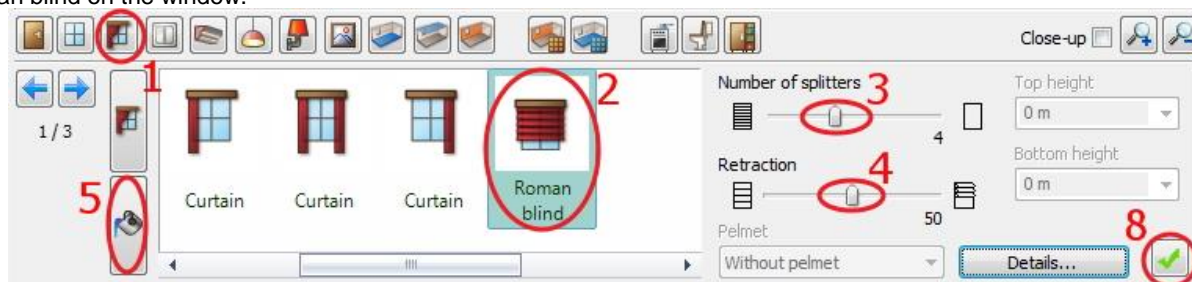 an blind on the window.
Close-up
1
1 / 3
5
Curtain
Curtain
Curtain
Roman
blind
2
Number of splitters
3
4
Retraction
4
50
Pelmet
Without pelmet
Top height
0 m
Bottom height
0 m
Details...
8